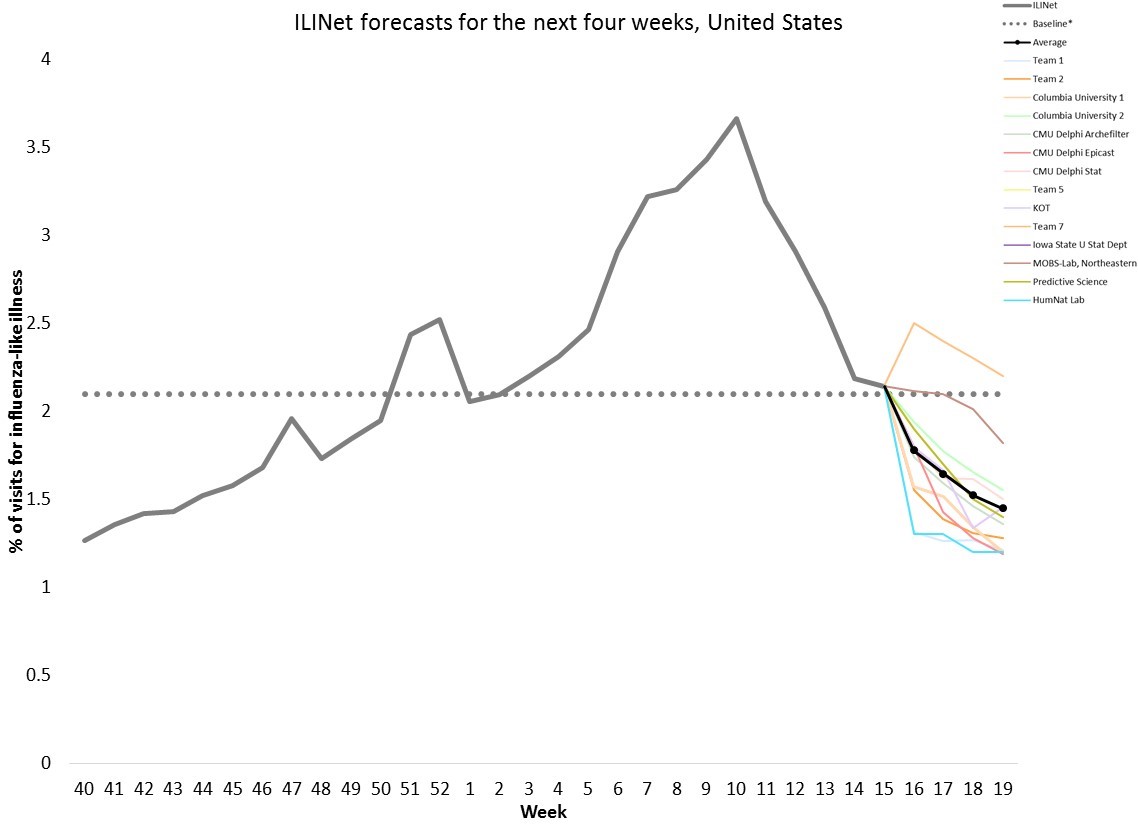 ILINet forecasts for the next four weeks, United States
ILINet
Baseline*
Average
Team 1
Team 2
Columbia University 1
Columbia University 2
CMU Delphi Archefilter
CMU Delphi Epicast
CMU Delphi Stat
Team 5
KOT
Team 7
Iowa State U Stat Dept
MOBS-Lab, Northeastern
Predictive Science
HumNat Lab
% of visits for influenza-like illness
4
3.5
3
2.5
2
1.5
1
0.5
0
40 41 42 43 44 45 46 47 48 49 50 51 52 1 2 3 4 5 6 7 8 9 10 11 12 13 14 15 16 17 18 19
Week